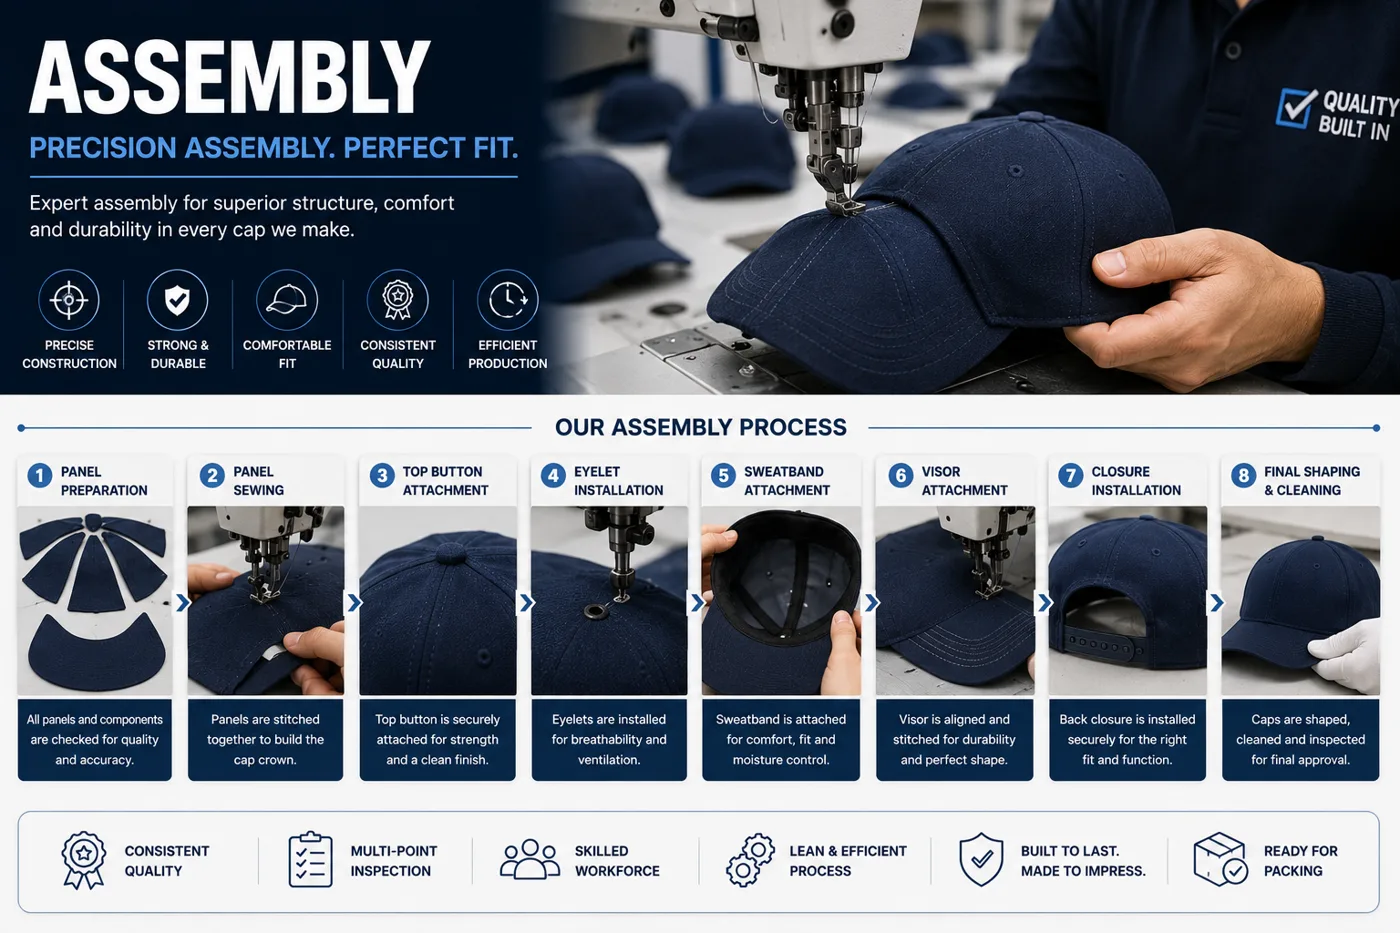 ASSEMBLY
PRECISION ASSEMBLY. PERFECT FIT.
Expert assembly for superior structure, comfort
and durability in every cap we make.
PRECISE
CONSTRUCTION
STRONG &
DURABLE
COMFORTABLE
FIT
CONSISTENT
QUALITY
EFFICIENT
PRODUCTION
QUALITY
BUILT IN
OUR ASSEMBLY PROCESS
1 PANEL
PREPARATION
All panels and components
are checked for quality
and accuracy.
2 PANEL
SEWING
Panels are stitched
together to build the
cap crown.
3 TOP BUTTON
ATTACHMENT
Top button is securely
attached for strength
and a clean finish.
4 EYELET
INSTALLATION
Eyelets are installed
for breathability and
ventilation.
5 SWEATBAND
ATTACHMENT
Sweatband is attached
for comfort, fit and
moisture control.
6 VISOR
ATTACHMENT
Visor is aligned and
stitched for durability
and perfect shape.
7 CLOSURE
INSTALLATION
Back closure is installed
securely for the right
fit and function.
8 FINAL SHAPING
& CLEANING
Caps are shaped,
cleaned and inspected
for final approval.
CONSISTENT
QUALITY
MULTI-POINT
INSPECTION
SKILLED
WORKFORCE
LEAN & EFFICIENT
PROCESS
BUILT TO LAST.
MADE TO IMPRESS.
READY FOR
PACKING